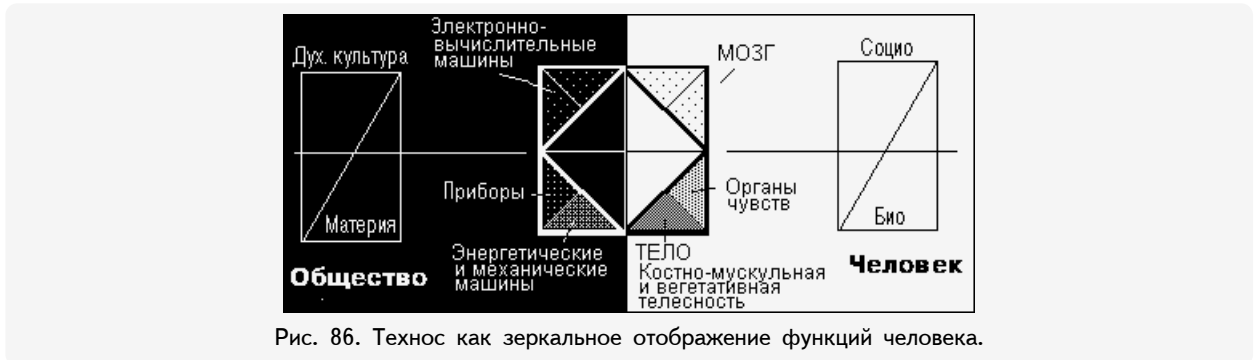 Электронно-
вычислительные
машины
Дух. культура
МОЗГ
Социо
Приборы
Органы
чувств
Материя
Био
Энергетические
и механические
машины
ТЕЛО
Костно-мускульная
и вегетативная
телесность
Общество
Человек
Рис. 86. Технос как зеркальное отображение функций человека.